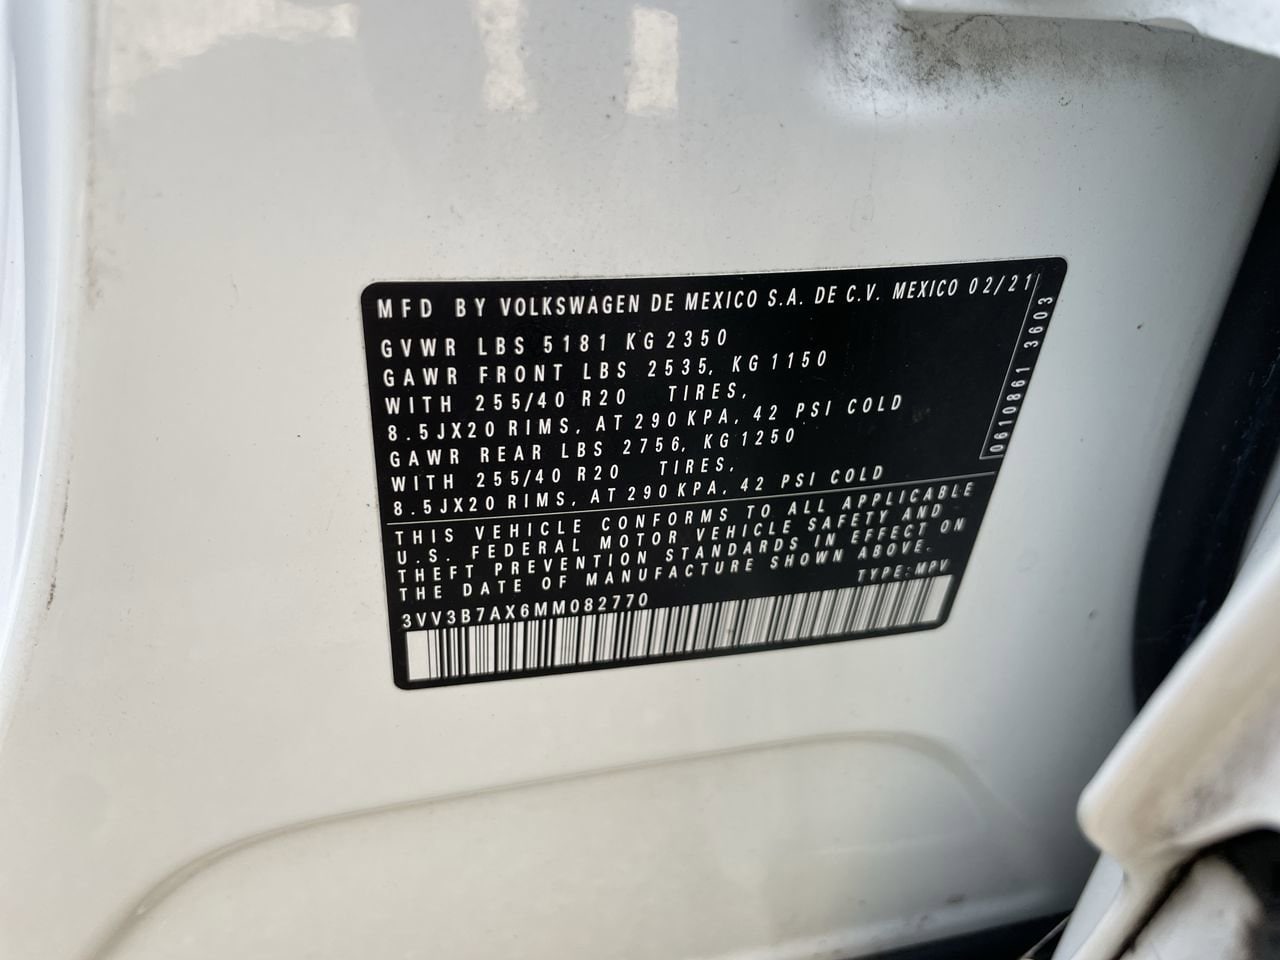 MFD BY VOLKSWAGEN DE MEXICO S.A. DE C.V. MEXICO 02/21
GVWR LBS 5181 KG 2350
GAWR FRONT LBS 2535, KG 1150
WITH 255/40 R20 TIRES,
8.5JX20 RIMS, AT 290 KPA, 42 PSI COLD
GAWR REAR LBS 2756, KG 1250
WITH 255/40 R20 TIRES,
8.5JX20 RIMS, AT 290 KPA, 42 PSI COLD
THIS VEHICLE CONFORMS TO ALL APPLICABLE
U.S. FEDERAL MOTOR VEHICLE SAFETY AND
THEFT PREVENTION STANDARDS IN EFFECT ON
THE DATE OF MANUFACTURE SHOWN ABOVE.
TYPE: MPV
3VV3B7AX6MM082770
0610861 3603